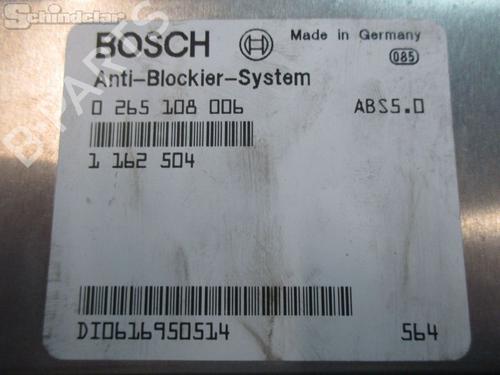 Schindelar
BOSCH
Made in Germany
085
Anti-Blockier-System
0 265 108 006 ABS5.0
1 162 504
DI0616950514 564
B-PARTS